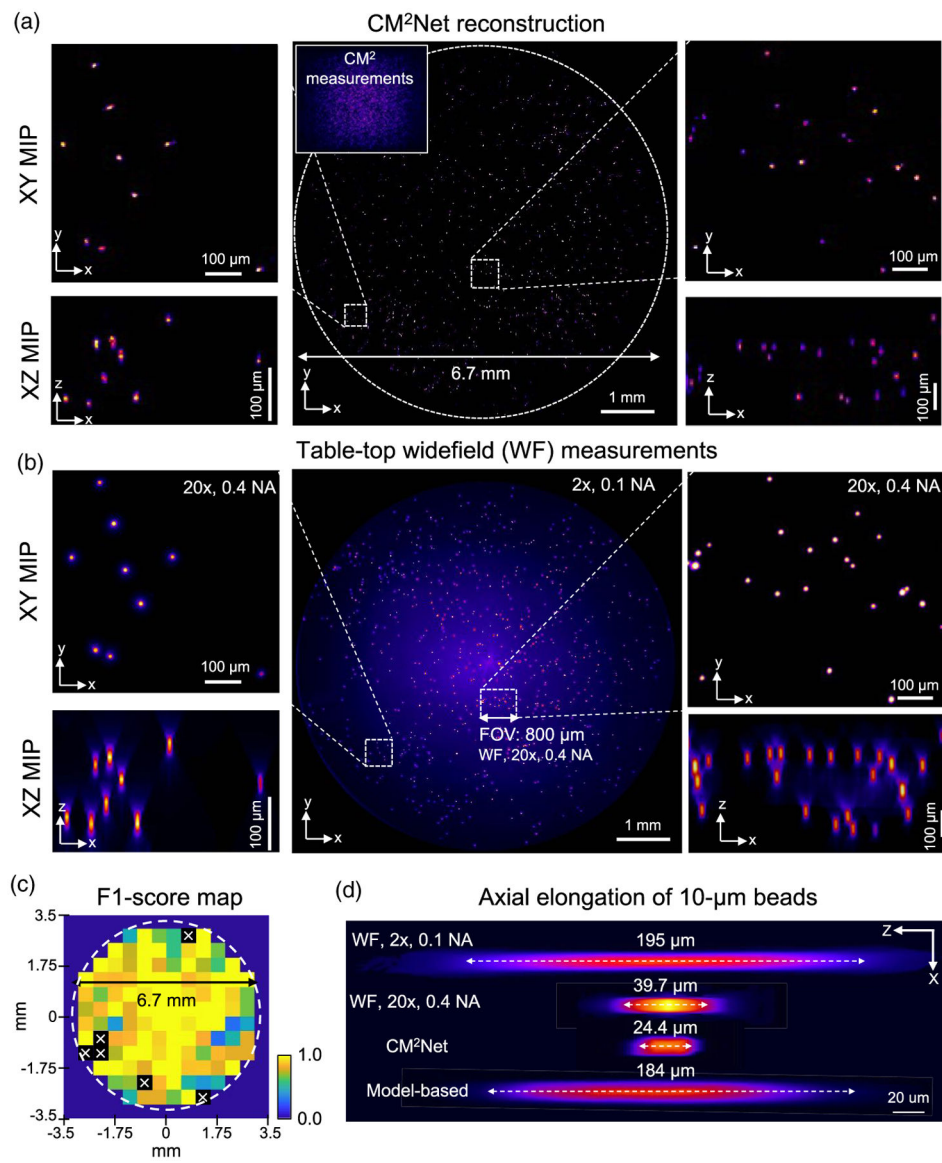 (a)
CM²Net reconstruction
XY MIP
y
x
100 µm
CM²
measurements
y
x
100 µm
XZ MIP
z
x
100 µm
6.7 mm
y
x
1 mm
z
x
100 µm
(b)
Table-top widefield (WF) measurements
XY MIP
20x, 0.4 NA
y
x
100 µm
2x, 0.1 NA
20x, 0.4 NA
y
x
100 µm
XZ MIP
z
x
100 µm
FOV: 800 µm
WF, 20x, 0.4 NA
y
x
1 mm
z
x
100 µm
(c)
F1-score map
3.5
1.75
0
-1.75
-3.5
mm
6.7 mm
-3.5 -1.75 0 1.75 3.5
mm
1.0
0.0
(d)
Axial elongation of 10-µm beads
WF, 2x, 0.1 NA
195 µm
z
x
WF, 20x, 0.4 NA
39.7 µm
CM²Net
24.4 µm
Model-based
184 µm
20 um